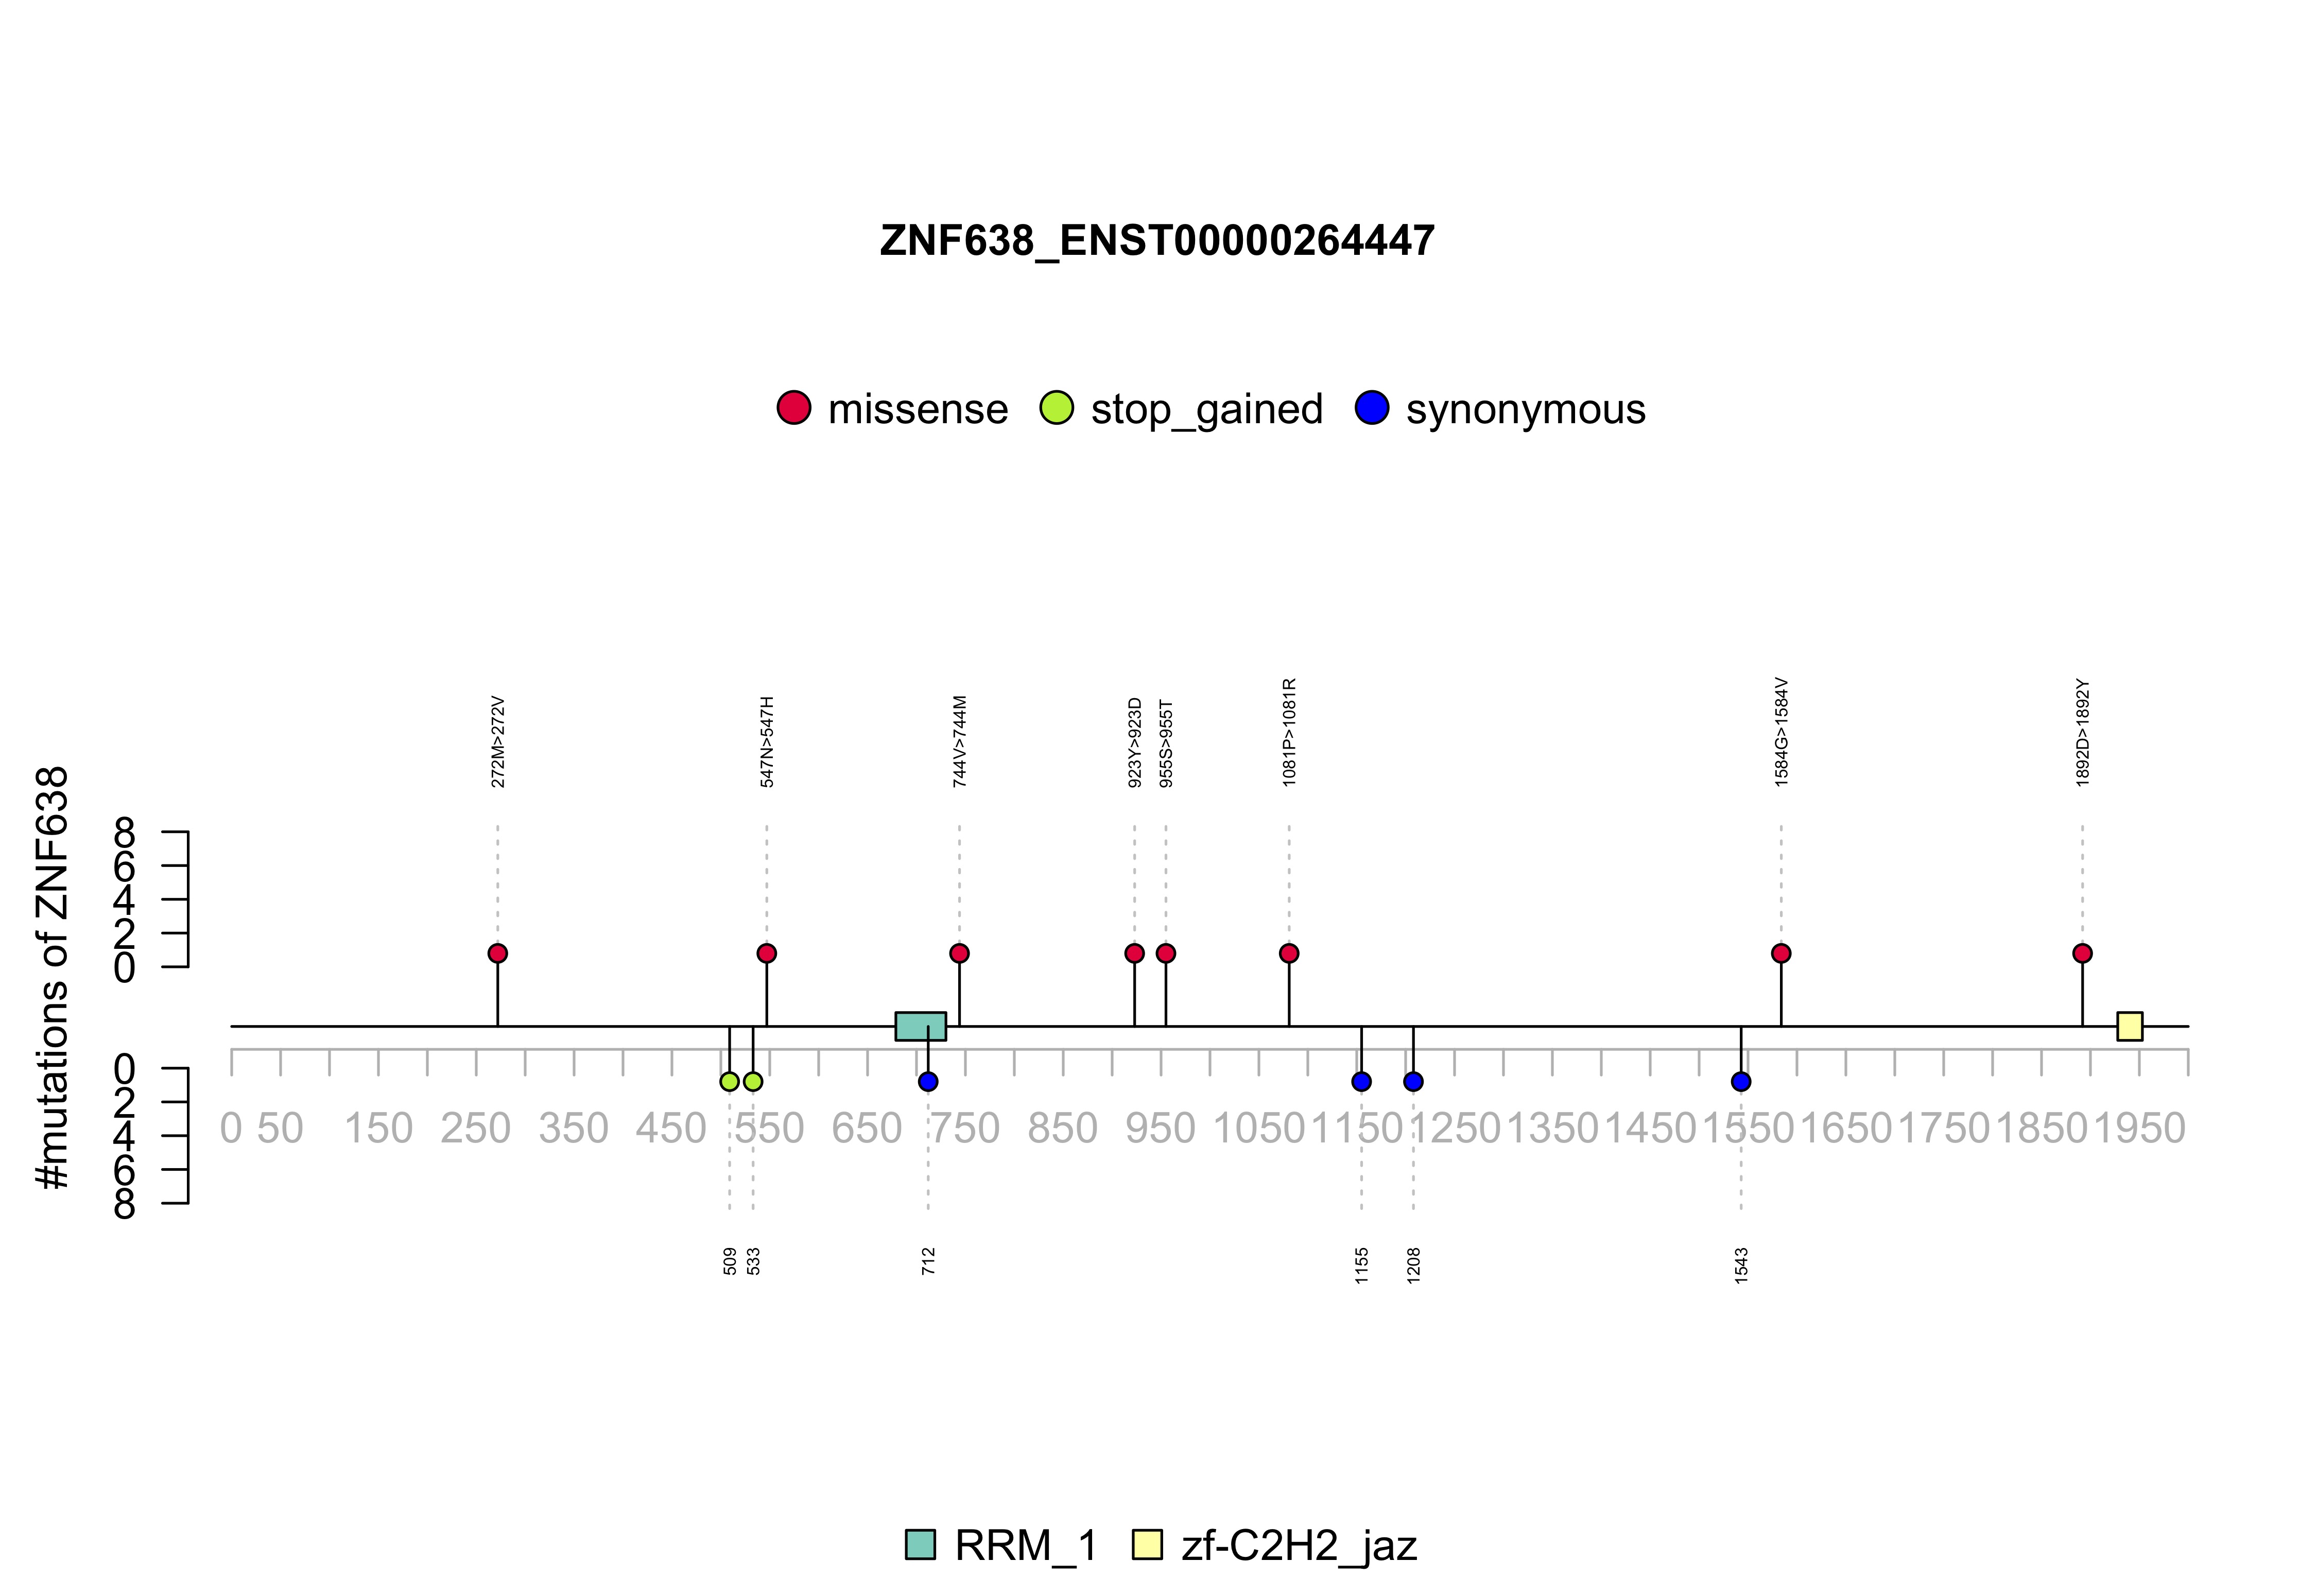 ZNF638_ENST00000264447
missense stop_gained synonymous
272M>272V
547N>547H
744V>744M
923Y>923D
955S>955T
1081P>1081R
1584G>1584V
1892D>1892Y
#mutations of ZNF638
8
6
4
2
0
0
2
4
6
8
0 50 150 250 350 450 550 650 750 850 950 1050 1150 1250 1350 1450 1550 1650 1750 1850 1950
509
533
712
1155
1208
1543
RRM_1 zf-C2H2_jaz